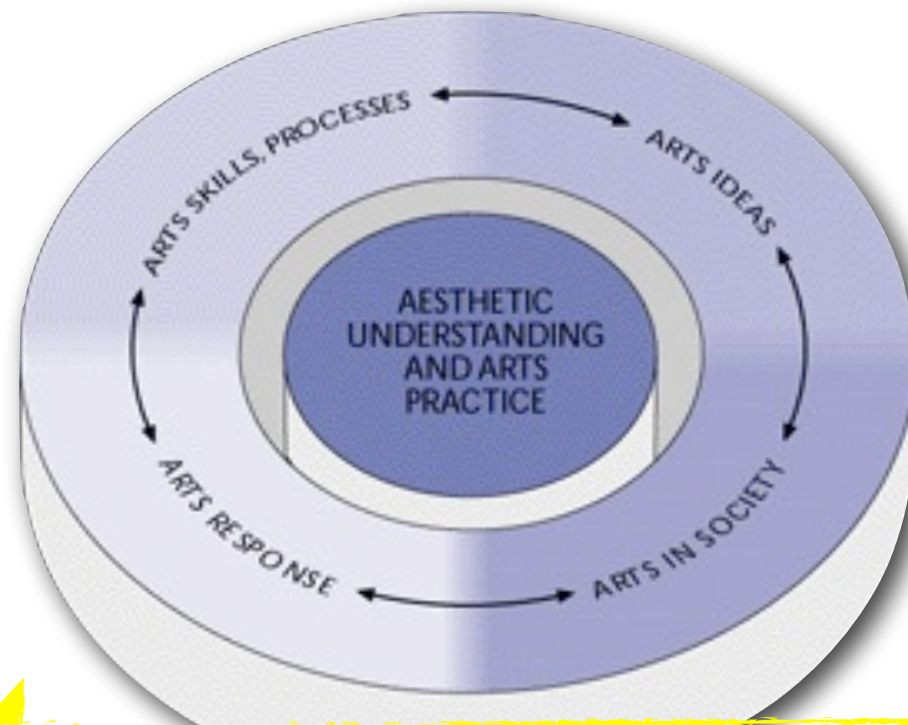 ARTS SKILLS, PROCESSES
ARTS IDEAS
AESTHETIC
UNDERSTANDING
AND ARTS
PRACTICE
ARTS RESPONSE
ARTS IN SOCIETY